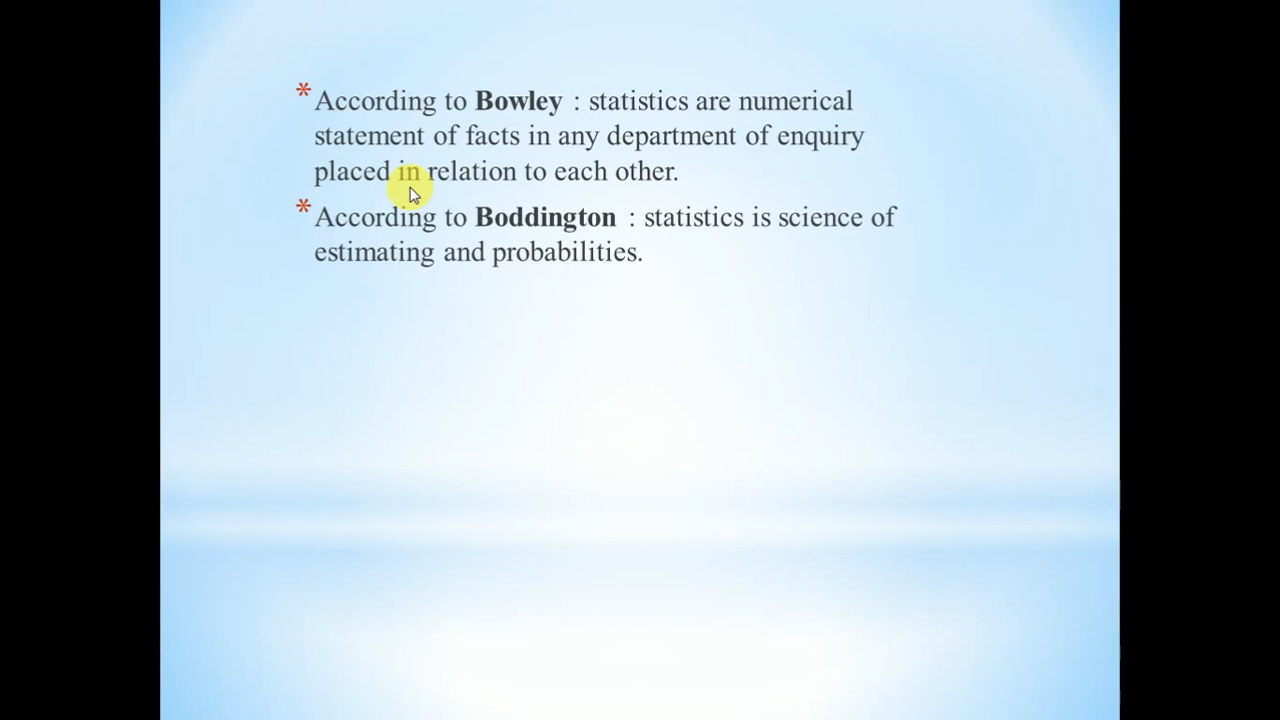 * According to Bowley : statistics are numerical
statement of facts in any department of enquiry
placed in relation to each other.
* According to Boddington : statistics is science of
estimating and probabilities.